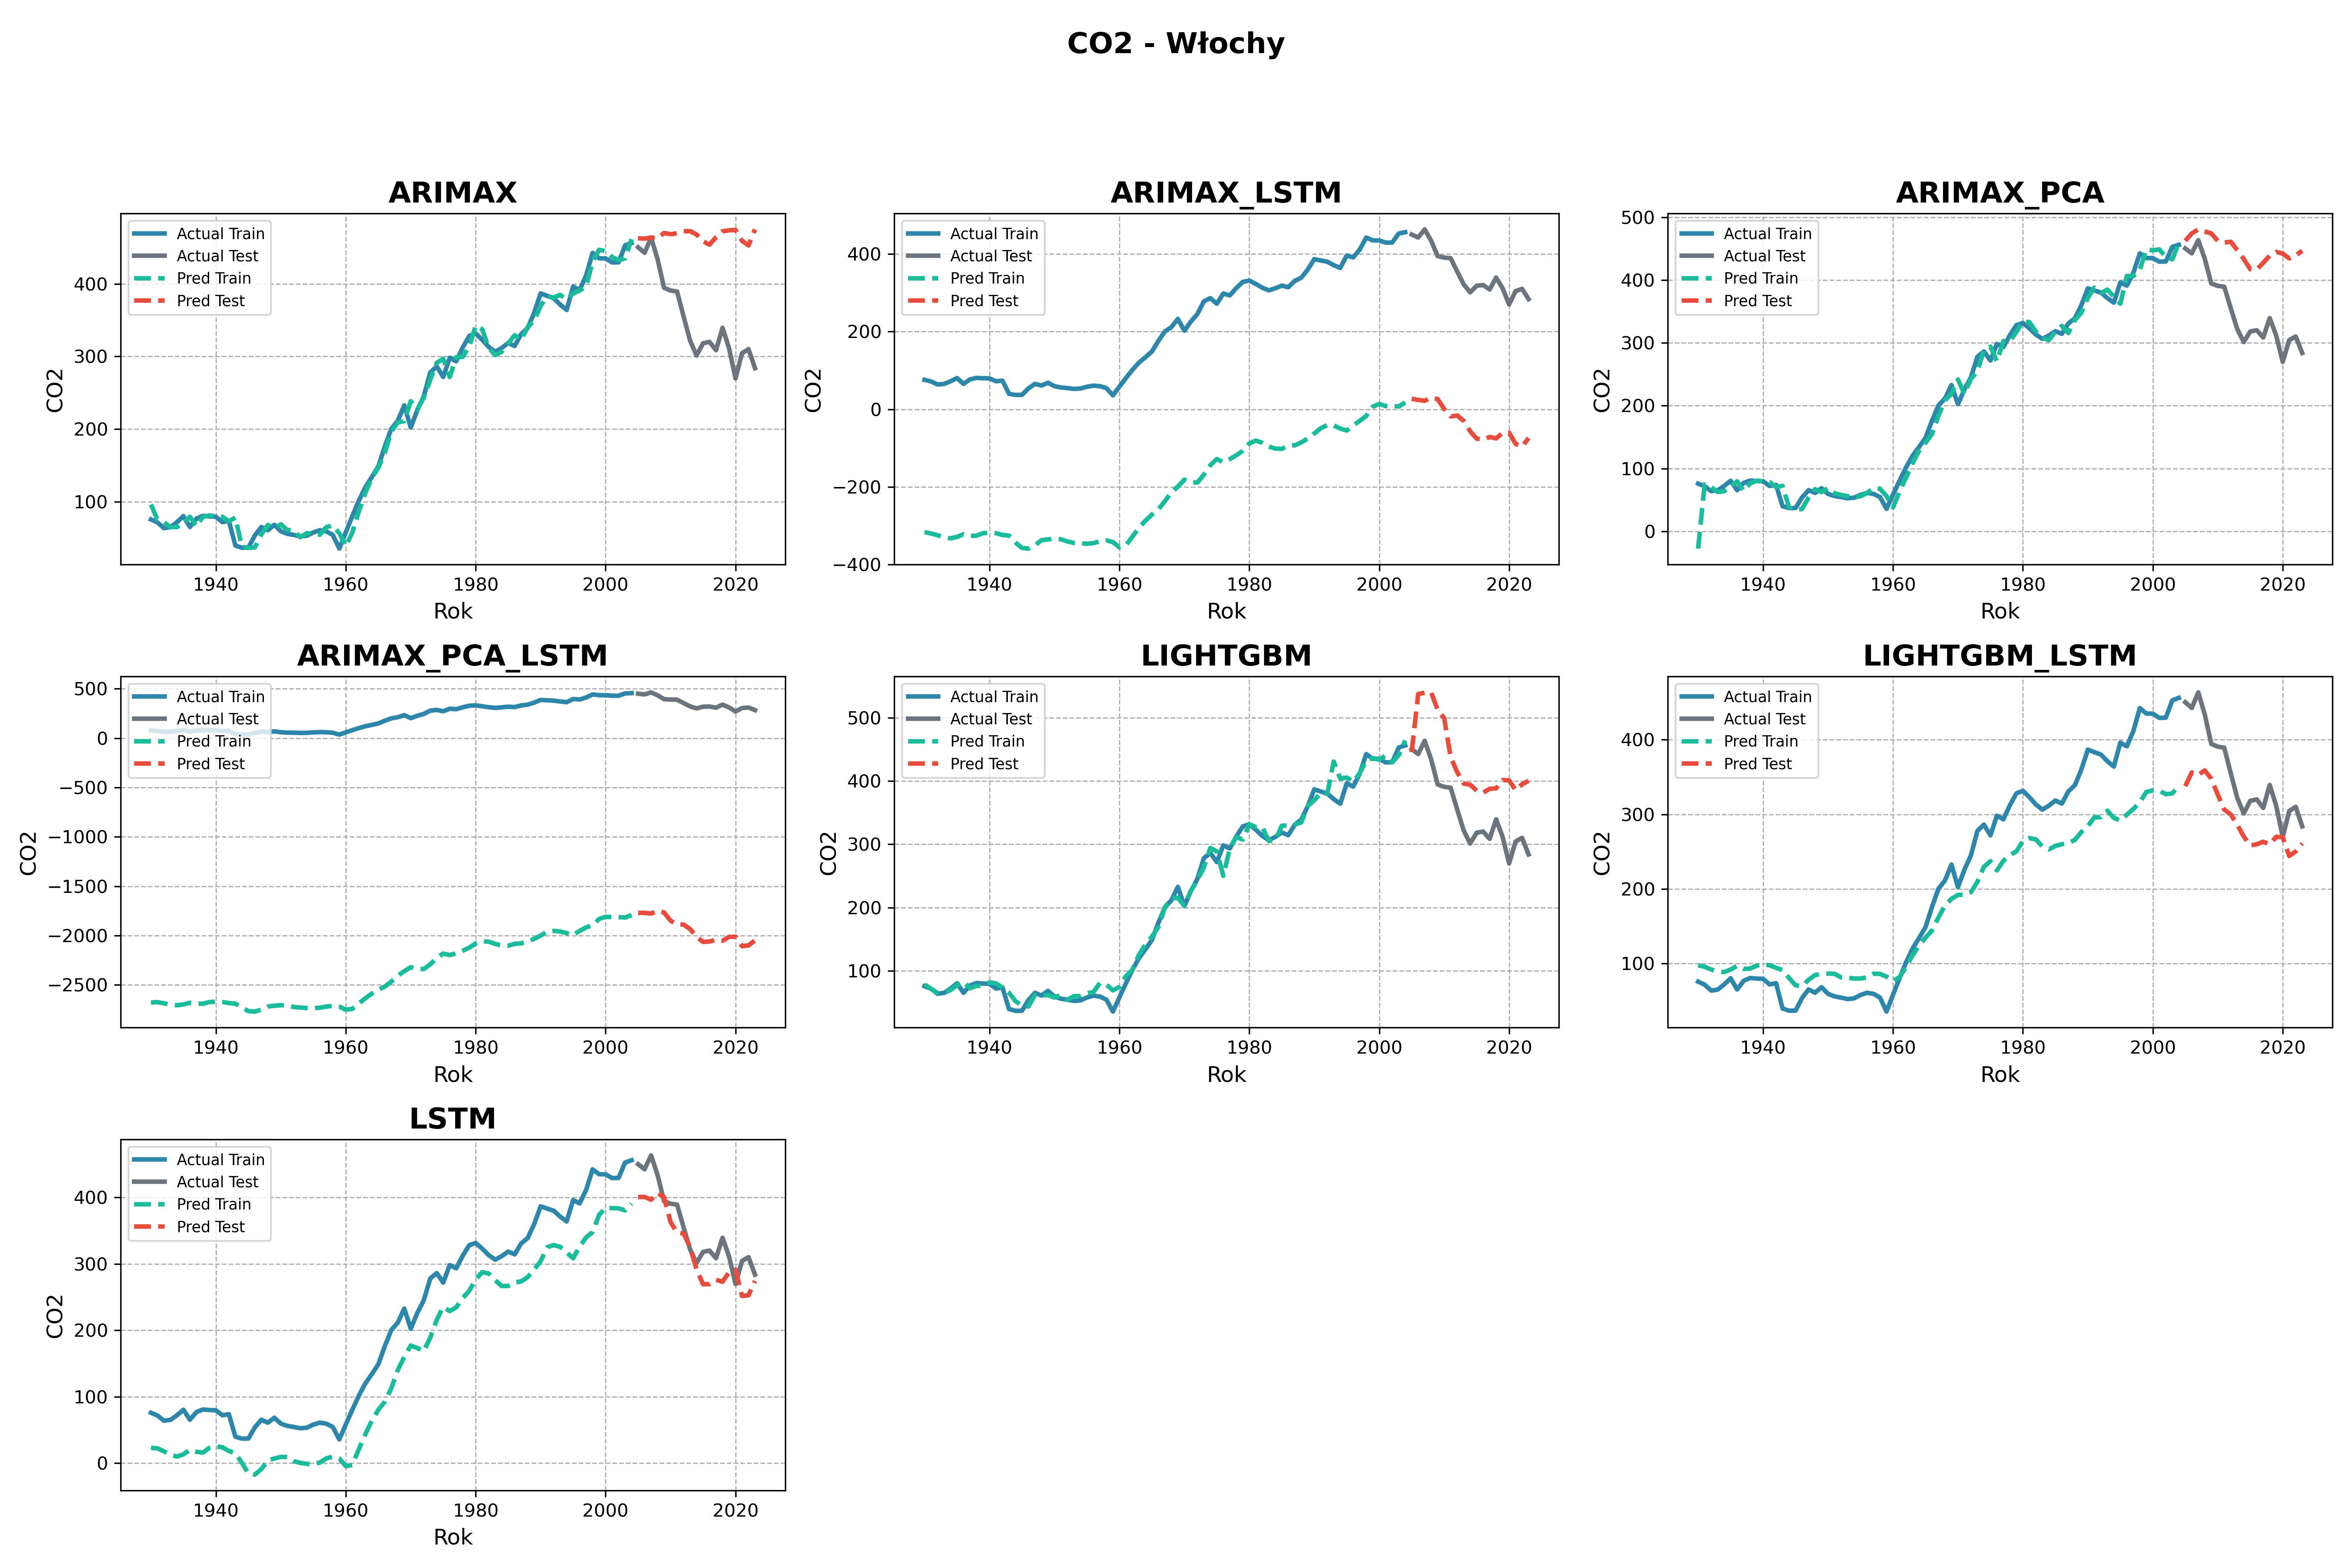 CO2 - Włochy
ARIMAX
Actual Train
Actual Test
Pred Train
Pred Test
400
300
200
100
CO2
1940 1960 1980 2000 2020
Rok
ARIMAX_LSTM
Actual Train
Actual Test
Pred Train
Pred Test
400
200
0
−200
−400
CO2
1940 1960 1980 2000 2020
Rok
ARIMAX_PCA
Actual Train
Actual Test
Pred Train
Pred Test
500
400
300
200
100
0
CO2
1940 1960 1980 2000 2020
Rok
ARIMAX_PCA_LSTM
Actual Train
Actual Test
Pred Train
Pred Test
500
0
−500
−1000
−1500
−2000
−2500
CO2
1940 1960 1980 2000 2020
Rok
LIGHTGBM
Actual Train
Actual Test
Pred Train
Pred Test
500
400
300
200
100
CO2
1940 1960 1980 2000 2020
Rok
LIGHTGBM_LSTM
Actual Train
Actual Test
Pred Train
Pred Test
400
300
200
100
CO2
1940 1960 1980 2000 2020
Rok
LSTM
Actual Train
Actual Test
Pred Train
Pred Test
400
300
200
100
0
CO2
1940 1960 1980 2000 2020
Rok